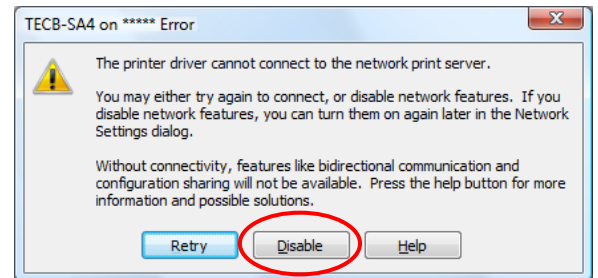 TECB-SA4 on ***** Error
The printer driver cannot connect to the network print server.
You may either try again to connect, or disable network features. If you
disable network features, you can turn them on again later in the Network
Settings dialog.
Without connectivity, features like bidirectional communication and
configuration sharing will not be available. Press the help button for more
information and possible solutions.
Retry Disable Help